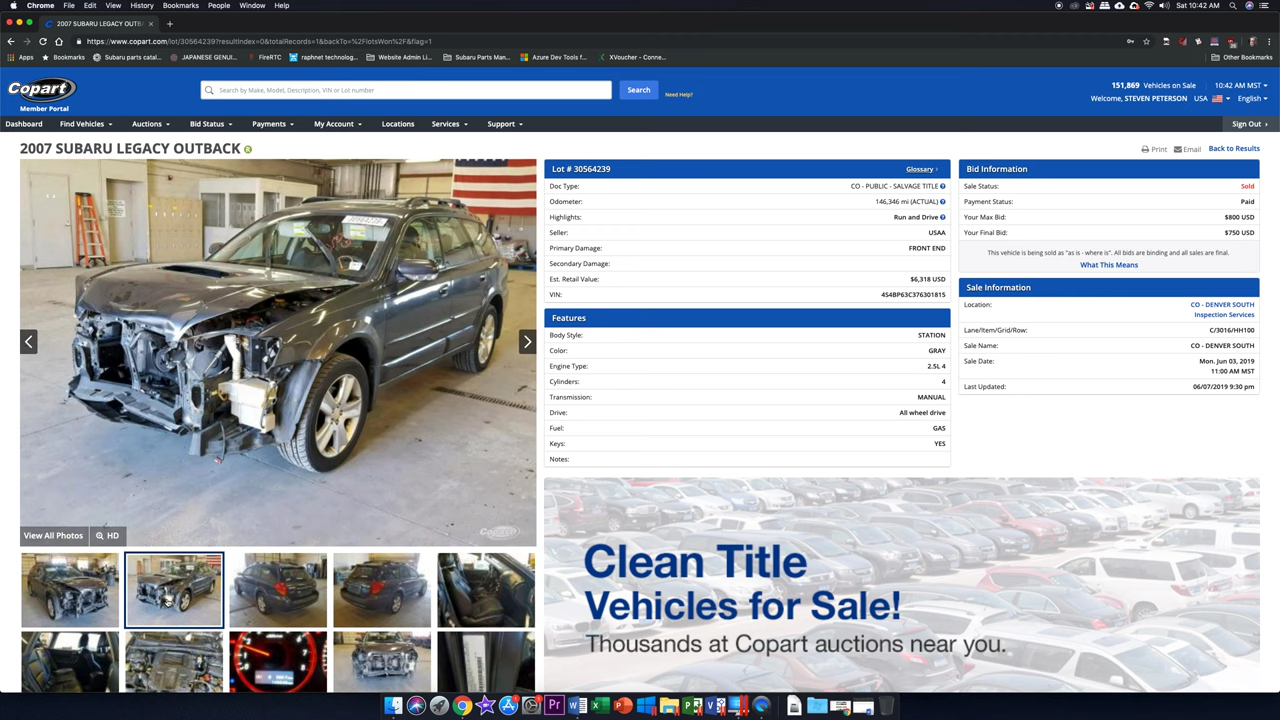 Chrome File Edit View History Bookmarks People Window Help
Sat 10:42 AM
2007 SUBARU LEGACY OUTB
https://www.copart.com/lot/30564239?resultIndex=0&totalRecords=1&backTo=%2FlotsWon%2F&flag=1
Apps Bookmarks Subaru parts catal... JAPANESE GENUI... FireRTC raphnet technolog... Website Admin Li... Subaru Parts Man... Azure Dev Tools f... XVoucher - Conne... Other Bookmarks
Copart
Member Portal
Search by Make, Model, Description, VIN or Lot number
Search
Need Help?
151,869 Vehicles on Sale
10:42 AM MST
Welcome, STEVEN PETERSON
USA
English
Dashboard Find Vehicles Auctions Bid Status Payments My Account Locations Services Support Sign Out
2007 SUBARU LEGACY OUTBACK
Print Email Back to Results
Lot # 30564239 Glossary
Doc Type: CO - PUBLIC - SALVAGE TITLE
Odometer: 146,346 mi (ACTUAL)
Highlights: Run and Drive
Seller: USAA
Primary Damage: FRONT END
Secondary Damage:
Est. Retail Value: $6,318 USD
VIN: 4S4BP63C376301815
Features
Body Style: STATION
Color: GRAY
Engine Type: 2.5L 4
Cylinders: 4
Transmission: MANUAL
Drive: All wheel drive
Fuel: GAS
Keys: YES
Notes:
Bid Information
Sale Status: Sold
Payment Status: Paid
Your Max Bid: $800 USD
Your Final Bid: $750 USD
This vehicle is being sold as "as is - where is". All bids are binding and all sales are final.
What This Means
Sale Information
Location: CO - DENVER SOUTH
Inspection Services
Lane/Item/Grid/Row: C/3016/HH100
Sale Name: CO - DENVER SOUTH
Sale Date: Mon. Jun 03, 2019
11:00 AM MST
Last Updated: 06/07/2019 9:30 pm
Copart
View All Photos HD
Clean Title
Vehicles for Sale!
Thousands at Copart auctions near you.